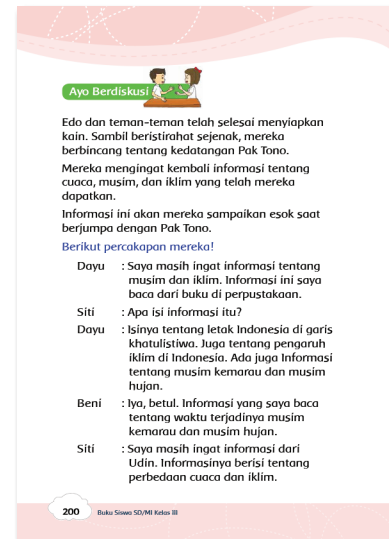 Ayo Berdiskusi
Edo dan teman-teman telah selesai menyiapkan
kain. Sambil beristirahat sejenak, mereka
berbincang tentang kedatangan Pak Tono.
Mereka mengingat kembali informasi tentang
cuaca, musim, dan iklim yang telah mereka
dapatkan.
Informasi ini akan mereka sampaikan esok saat
berjumpa dengan Pak Tono.
Berikut percakapan mereka!
Dayu : Saya masih ingat informasi tentang
musim dan iklim. Informasi ini saya
baca dari buku di perpustakaan.
Siti : Apa isi informasi itu?
Dayu : Isinya tentang letak Indonesia di garis
khatulistiwa. Juga tentang pengaruh
iklim di Indonesia. Ada juga Informasi
tentang musim kemarau dan musim
hujan.
Beni : Iya, betul. Informasi yang saya baca
tentang waktu terjadinya musim
kemarau dan musim hujan.
Siti : Saya masih ingat informasi dari
Udin. Informasinya berisi tentang
perbedaan cuaca dan iklim.
200 Buku Siswa SD/MI Kelas III